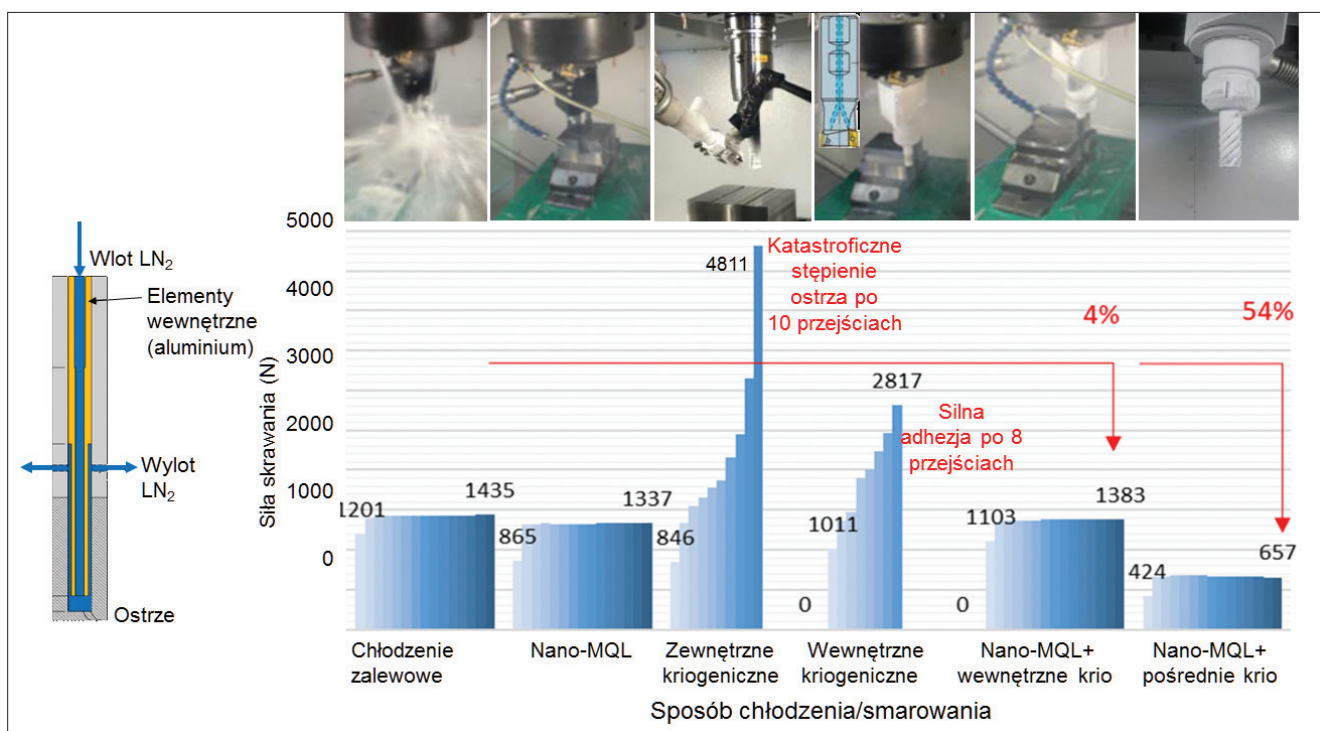 Wlot LN₂
Elementy
wewnętrzne
(aluminium)
Wylot
LN₂
Ostrze
Siła skrawania (N)
5000
4000
3000
2000
1000
0
1201
1435
865
1337
846
4811
Katastroficzne
stępienie
ostrza po
10 przejściach
0
1011
2817
Silna
adhezja po 8
przejściach
0
1103
1383
4%
424
657
54%
Chłodzenie
zalewowe
Nano-MQL
Zewnętrzne
kriogeniczne
Wewnętrzne
kriogeniczne
Nano-MQL+
wewnętrzne krio
Nano-MQL+
pośrednie krio
Sposób chłodzenia/smarowania